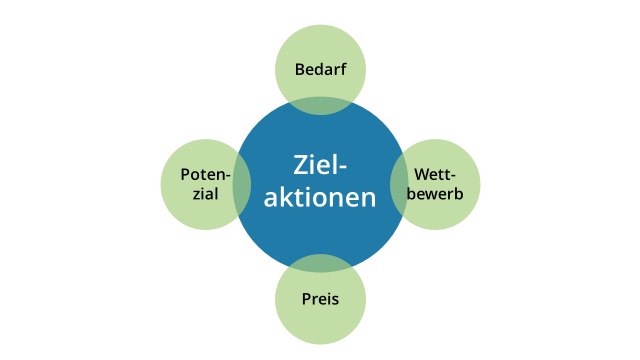 Bedarf
Poten-
zial
Ziel-
aktionen
Wett-
bewerb
Preis